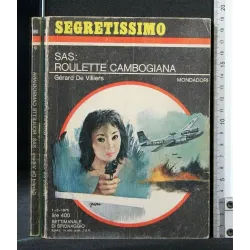 SEGRETISSIMO
SAS:
ROULETTE CAMBOGIANA
Gérard De Villiers
MONDADORI
lire 400
SETTIMANALE
DI SPIONAGGIO